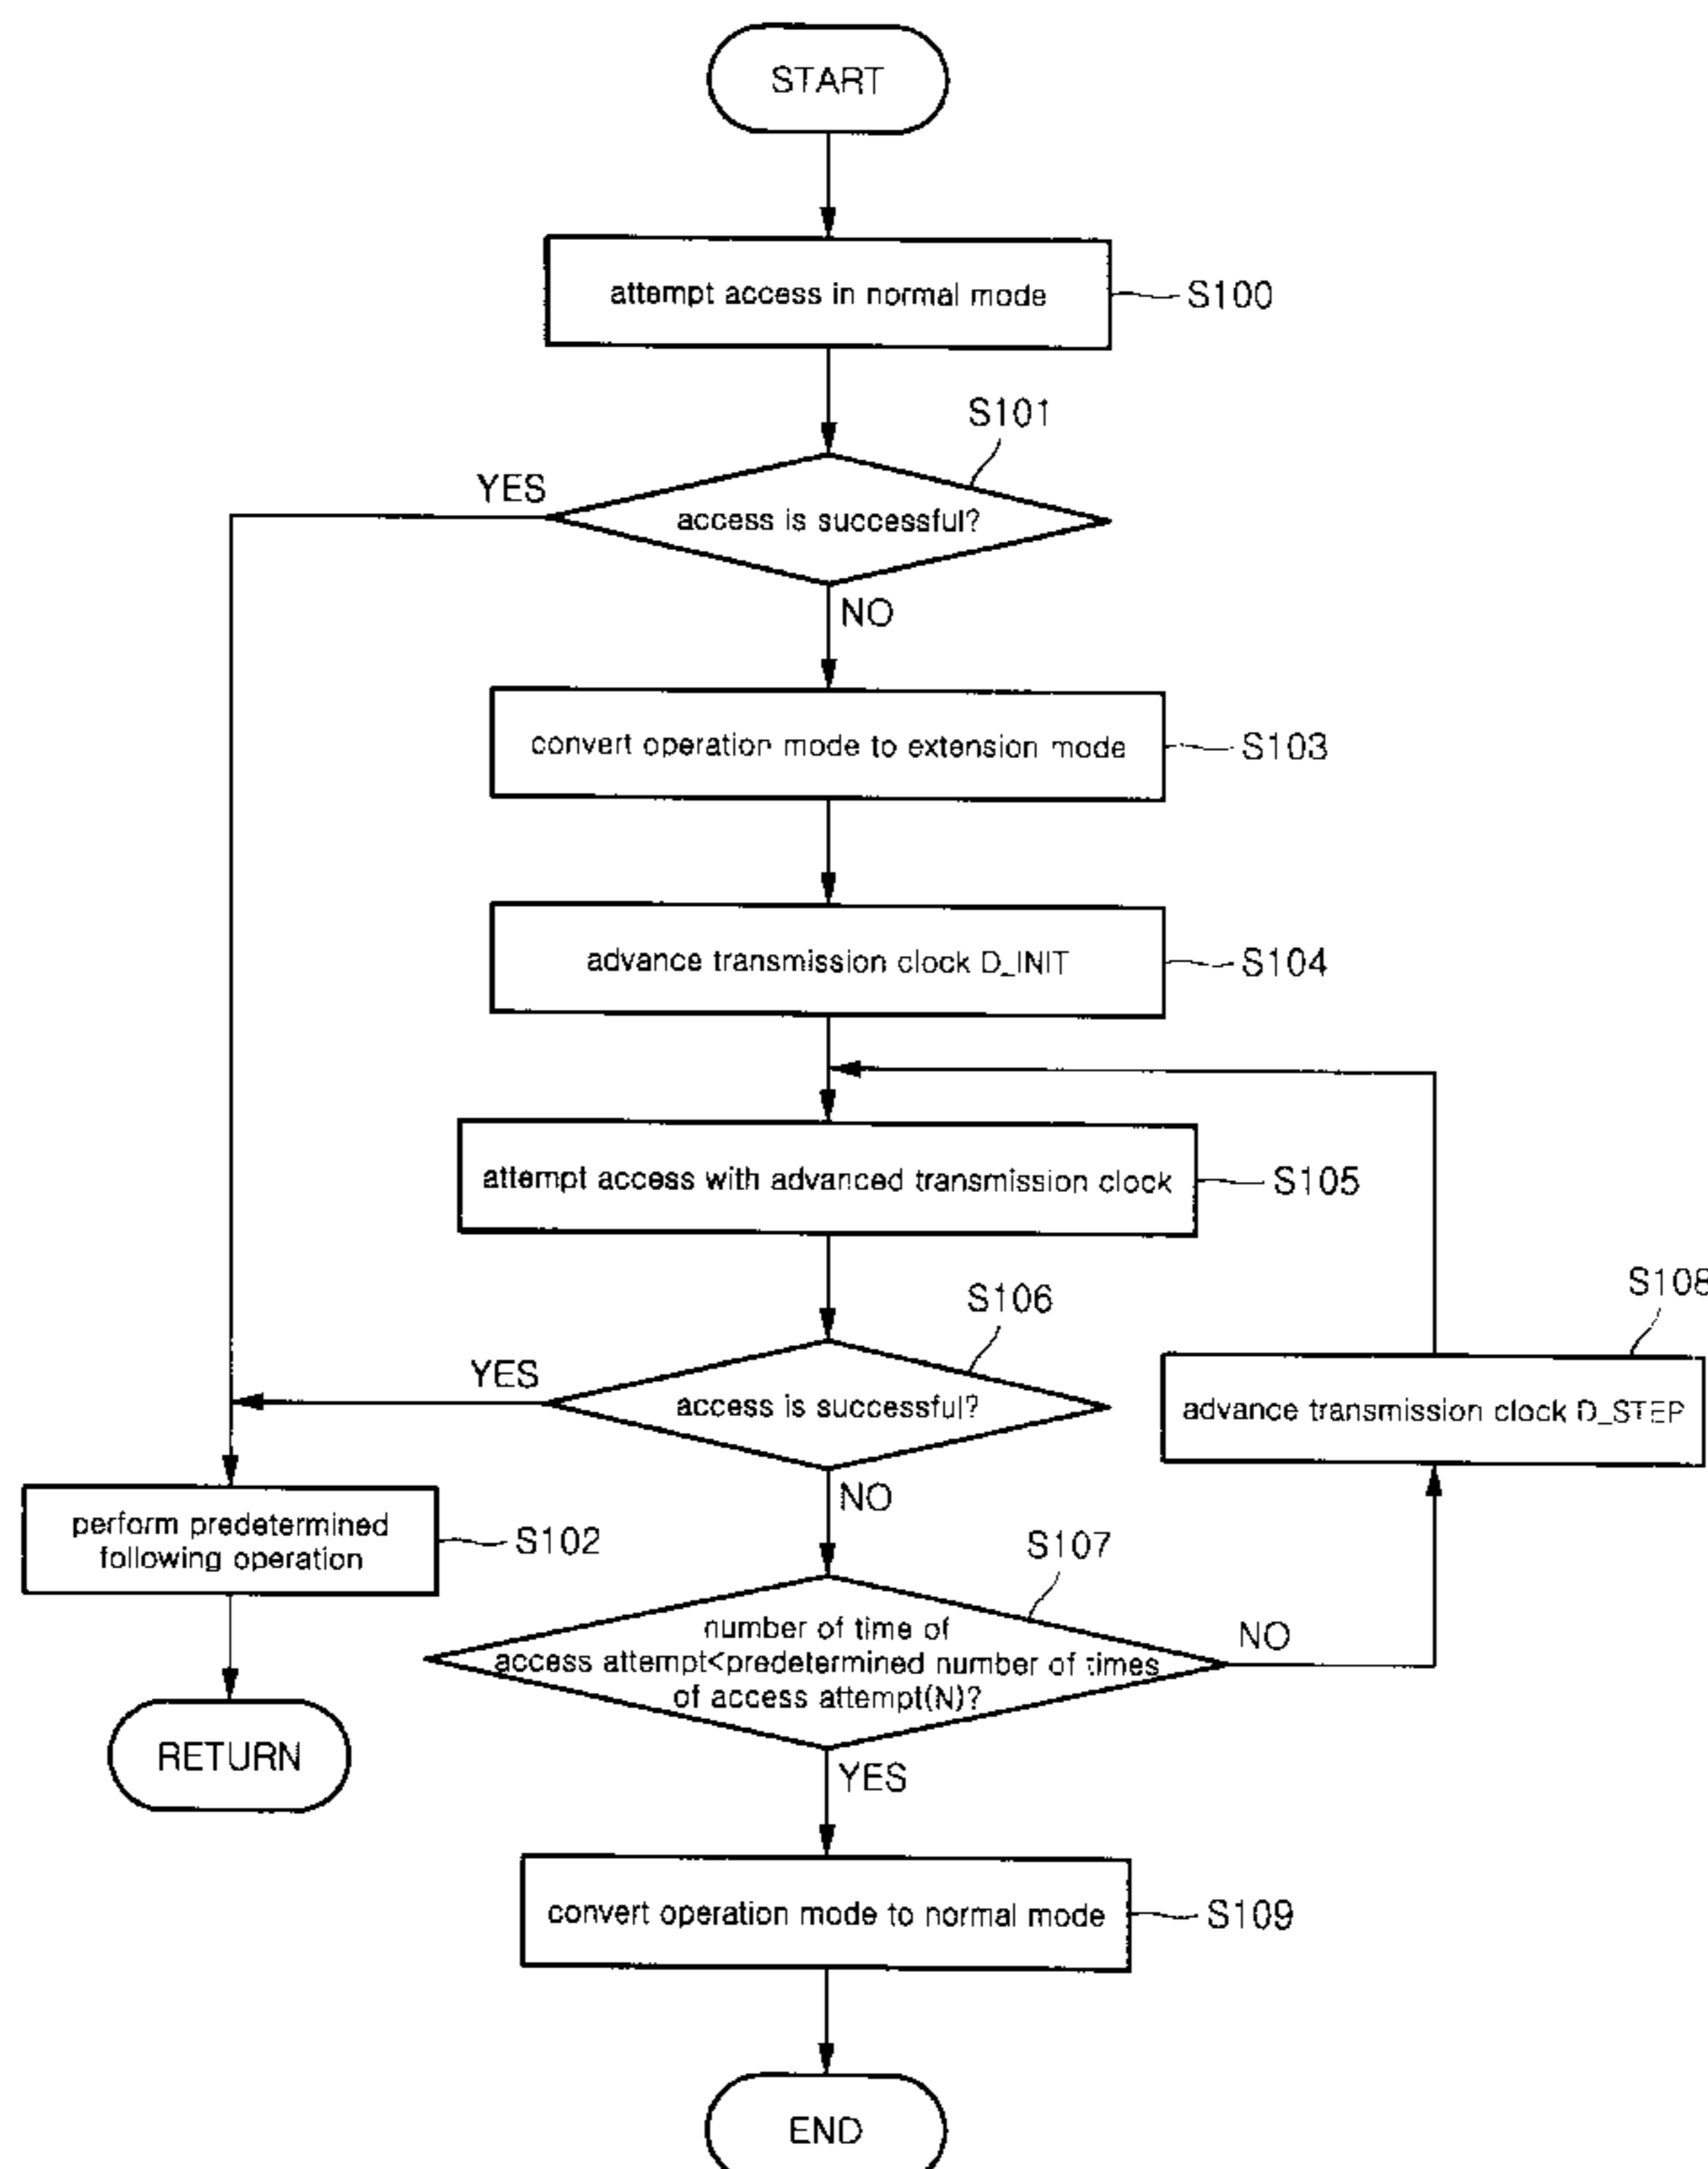 START
attempt access in normal mode
S100
S101
YES
access is successful?
NO
convert operation mode to extension mode
S103
advance transmission clock D_INIT
S104
attempt access with advanced transmission clock
S105
S106
S108
YES
access is successful?
advance transmission clock D_STEP
NO
perform predetermined
following operation
S102
S107
number of time of
access attempt<predetermined number of times
of access attempt(N)?
NO
RETURN
YES
convert operation mode to normal mode
S109
END